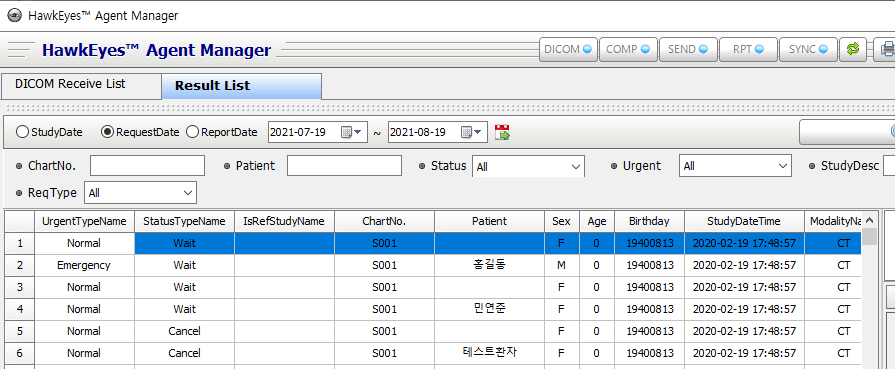 HawkEyes™ Agent Manager
HawkEyes™ Agent Manager DICOM COMP SEND RPT SYNC
DICOM Receive List Result List
StudyDate RequestDate ReportDate 2021-07-19 ~ 2021-08-19
ChartNo. Patient Status All Urgent All StudyDesc
ReqType All
UrgentTypeName StatusTypeName IsRefStudyName ChartNo. Patient Sex Age Birthday StudyDateTime ModalityNa
1 Normal Wait S001 F 0 19400813 2020-02-19 17:48:57 CT
2 Emergency Wait S001 홍길동 M 0 19400813 2020-02-19 17:48:57 CT
3 Normal Wait S001 F 0 19400813 2020-02-19 17:48:57 CT
4 Normal Wait S001 민연준 F 0 19400813 2020-02-19 17:48:57 CT
5 Normal Cancel S001 F 0 19400813 2020-02-19 17:48:57 CT
6 Normal Cancel S001 테스트환자 F 0 19400813 2020-02-19 17:48:57 CT